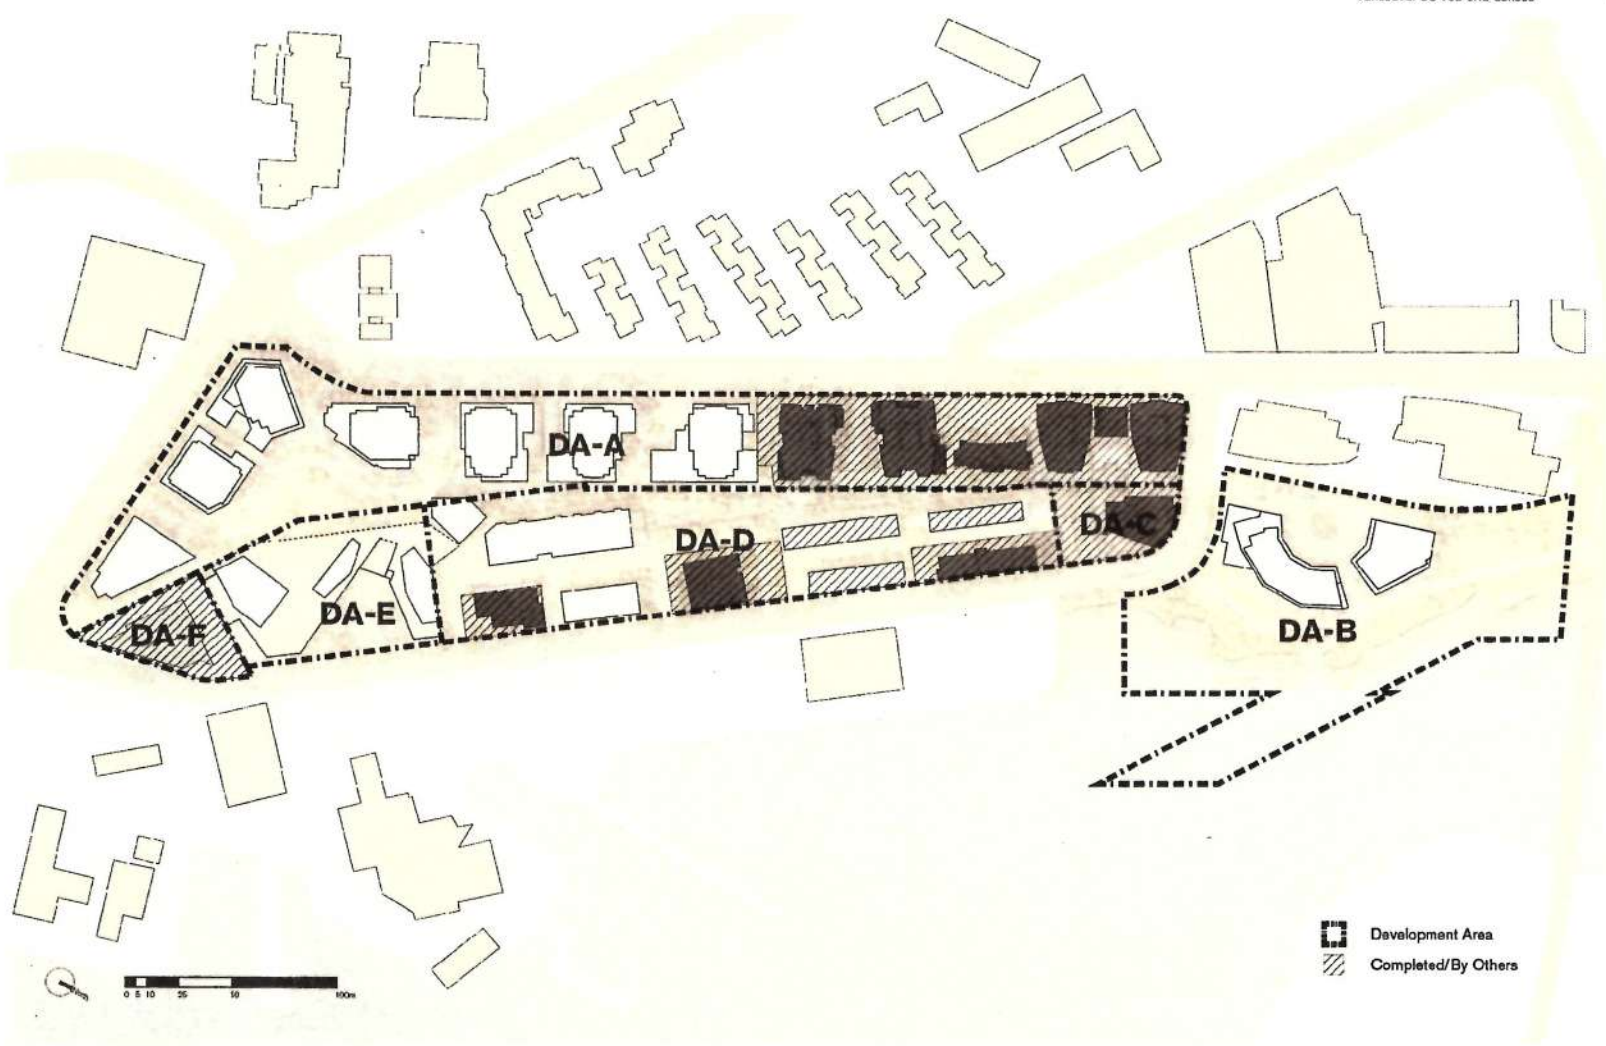 DA-A
DA-C
DA-D
DA-E
DA-F
DA-B
Development Area
Completed/By Others
0 5 10 25 50 100m